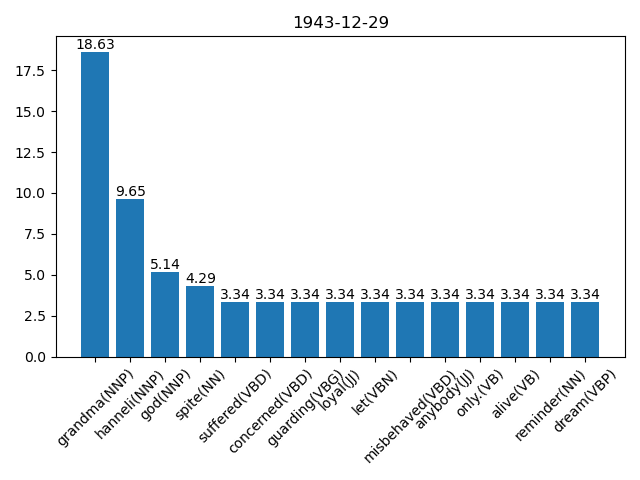 1943-12-29
18.63
9.65
5.14
4.29
3.34 3.34 3.34 3.34 3.34 3.34 3.34 3.34 3.34 3.34 3.34
17.5
15.0
12.5
10.0
7.5
5.0
2.5
0.0
grandma(NNP)
hanneli(NNP)
god(NNP)
spite(NN)
suffered(VBD)
concerned(VBD)
guarding(VBG)
loyal(JJ)
let(VBN)
misbehaved(VBD)
anybody(JJ)
only.(VB)
alive(VB)
reminder(NN)
dream(VBP)